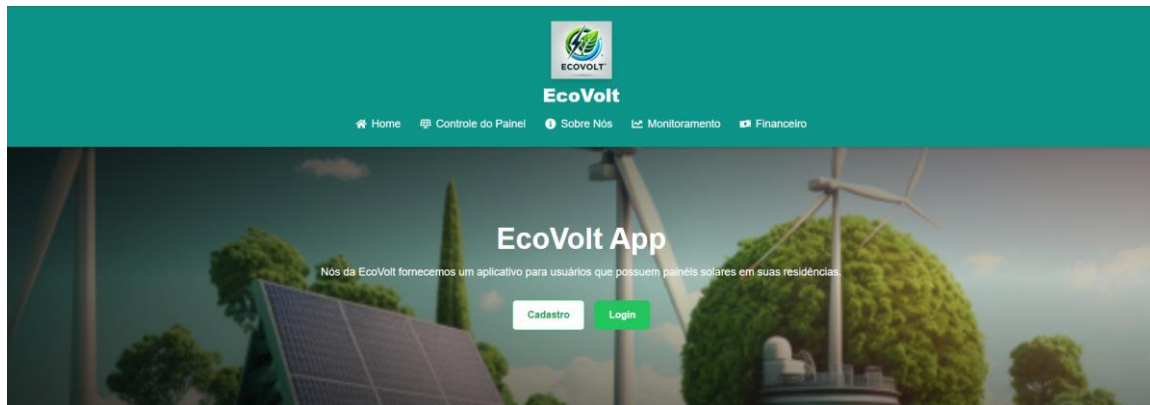 ECOVOLT
EcoVolt
Home Controle do Painel Sobre Nós Monitoramento Financeiro
EcoVolt App
Nós da EcoVolt fornecemos um aplicativo para usuários que possuem painéis solares em suas residências.
Cadastro Login